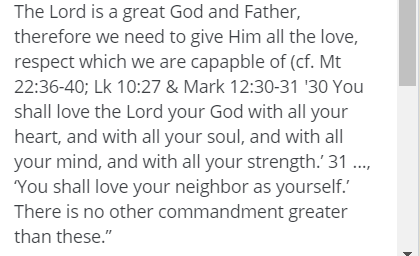 The Lord is a great God and Father,
therefore we need to give Him all the love,
respect which we are capapble of (cf. Mt
22:36-40; Lk 10:27 & Mark 12:30-31 '30 You
shall love the Lord your God with all your
heart, and with all your soul, and with all
your mind, and with all your strength.’ 31 ...,
‘You shall love your neighbor as yourself.’
There is no other commandment greater
than these.”